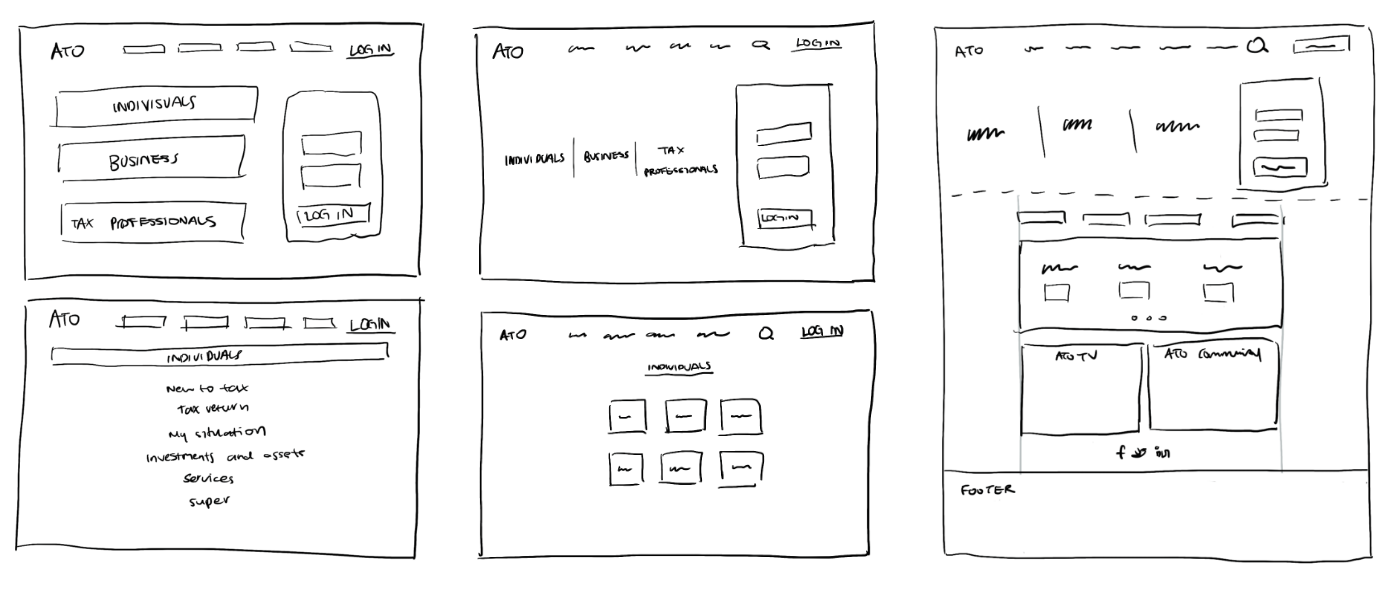 ATO LOG IN
INDIVISUALS
BUSINESS
TAX PROFESSIONALS
LOG IN
ATO LOGIN
INDIVIDUALS
New to tax
Tax return
My situation
Investments and assets
Services
super
ATO LOGIN
INDIVIDUALS BUSINESS TAX
PROFESSIONALS
LOGIN
ATO LOG IN
INDIVIDUALS
ATO
ATO TV ATO Community
f in
FOOTER